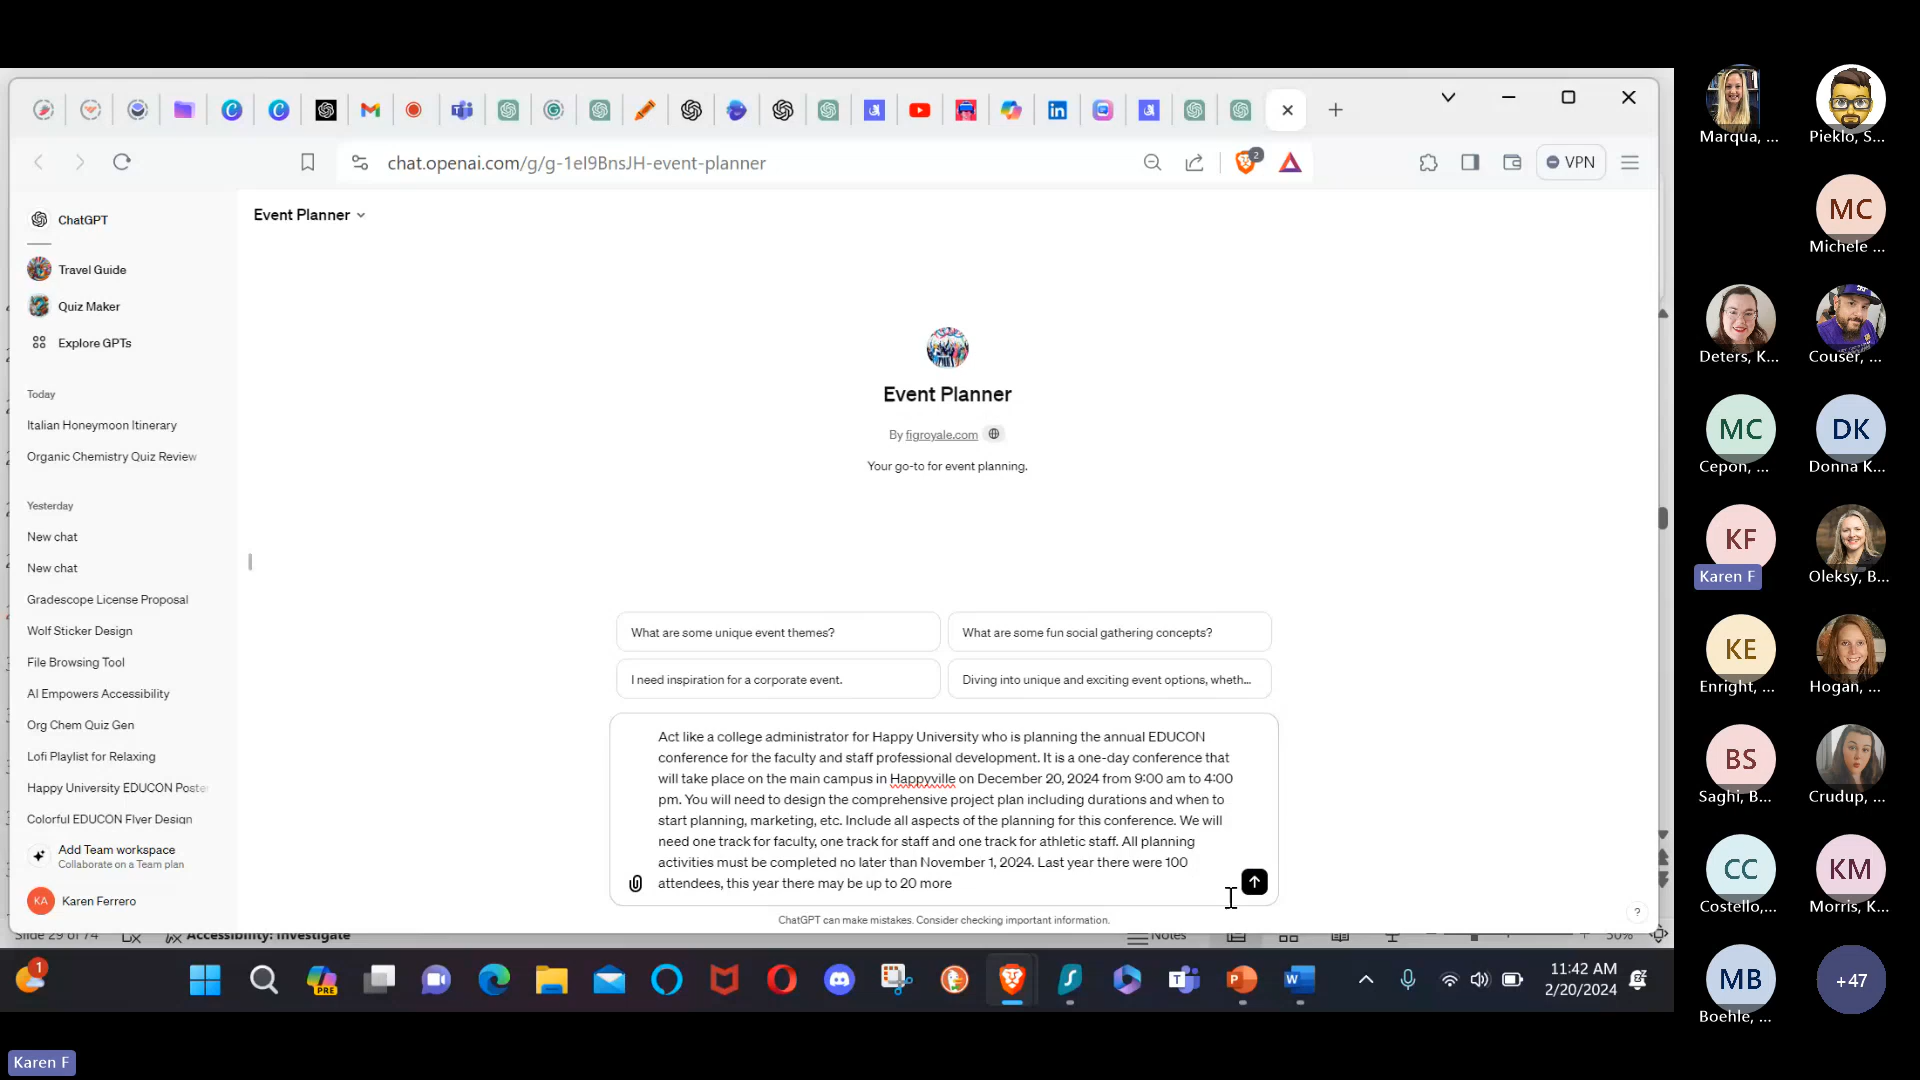 chat.openai.com/g/g-1eI9BnsJH-event-planner
2
VPN
ChatGPT
Travel Guide
Quiz Maker
Explore GPTs
Today
Italian Honeymoon Itinerary
Organic Chemistry Quiz Review
Yesterday
New chat
New chat
Gradescope License Proposal
Wolf Sticker Design
File Browsing Tool
AI Empowers Accessibility
Org Chem Quiz Gen
Lofi Playlist for Relaxing
Happy University EDUCON Poste
Colorful EDUCON Flyer Design
Add Team workspace
Collaborate on a Team plan
KA
Karen Ferrero
Event Planner
Event Planner
By figroyale.com
Your go-to for event planning.
What are some unique event themes?
What are some fun social gathering concepts?
I need inspiration for a corporate event.
Diving into unique and exciting event options, wheth...
Act like a college administrator for Happy University who is planning the annual EDUCON
conference for the faculty and staff professional development. It is a one-day conference that
will take place on the main campus in Happyville on December 20, 2024 from 9:00 am to 4:00
pm. You will need to design the comprehensive project plan including durations and when to
start planning, marketing, etc. Include all aspects of the planning for this conference. We will
need one track for faculty, one track for staff and one track for athletic staff. All planning
activities must be completed no later than November 1, 2024. Last year there were 100
attendees, this year there may be up to 20 more
ChatGPT can make mistakes. Consider checking important information.
?
Slide 29 of 74
Accessibility: Investigate
Notes
50%
1
PRE
11:42 AM
2/20/2024
Karen F
Marqua, ...
Pieklo, S...
MC
Michele ...
Deters, K...
Couser, ...
MC
Cepon, ...
DK
Donna K...
KF
Karen F
Oleksy, B...
KE
Enright, ...
Hogan, ...
BS
Saghi, B...
Crudup, ...
CC
Costello,...
KM
Morris, K...
MB
Boehle, ...
+47